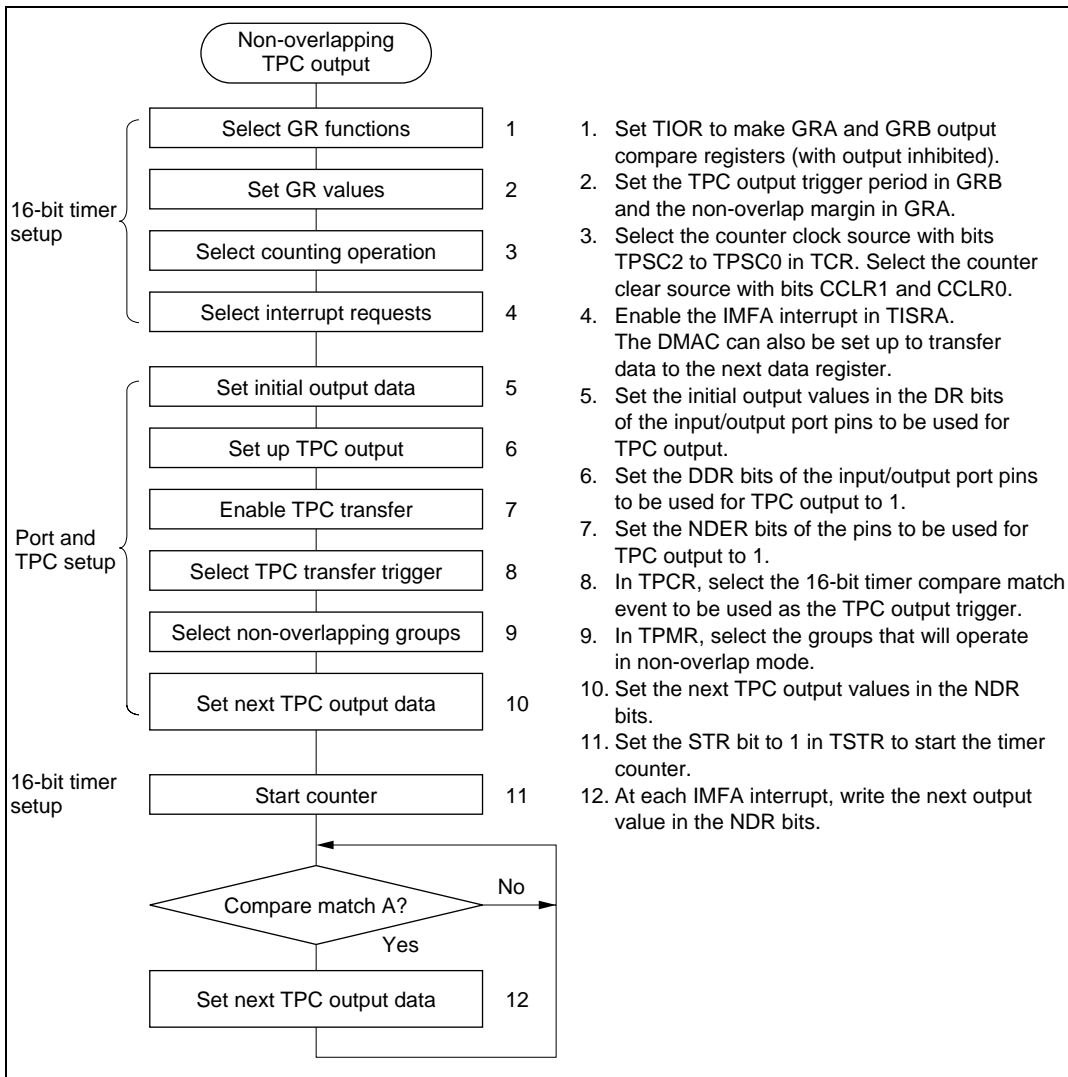 Non-overlapping
TPC output
16-bit timer
setup
Select GR functions 1
Set GR values 2
Select counting operation 3
Select interrupt requests 4
Port and
TPC setup
Set initial output data 5
Set up TPC output 6
Enable TPC transfer 7
Select TPC transfer trigger 8
Select non-overlapping groups 9
Set next TPC output data 10
16-bit timer
setup
Start counter 11
Compare match A?
No
Yes
Set next TPC output data 12
1. Set TIOR to make GRA and GRB output
compare registers (with output inhibited).
2. Set the TPC output trigger period in GRB
and the non-overlap margin in GRA.
3. Select the counter clock source with bits
TPSC2 to TPSC0 in TCR. Select the counter
clear source with bits CCLR1 and CCLR0.
4. Enable the IMFA interrupt in TISRA.
The DMAC can also be set up to transfer
data to the next data register.
5. Set the initial output values in the DR bits
of the input/output port pins to be used for
TPC output.
6. Set the DDR bits of the input/output port pins
to be used for TPC output to 1.
7. Set the NDER bits of the pins to be used for
TPC output to 1.
8. In TPCR, select the 16-bit timer compare match
event to be used as the TPC output trigger.
9. In TPMR, select the groups that will operate
in non-overlap mode.
10. Set the next TPC output values in the NDR
bits.
11. Set the STR bit to 1 in TSTR to start the timer
counter.
12. At each IMFA interrupt, write the next output
value in the NDR bits.